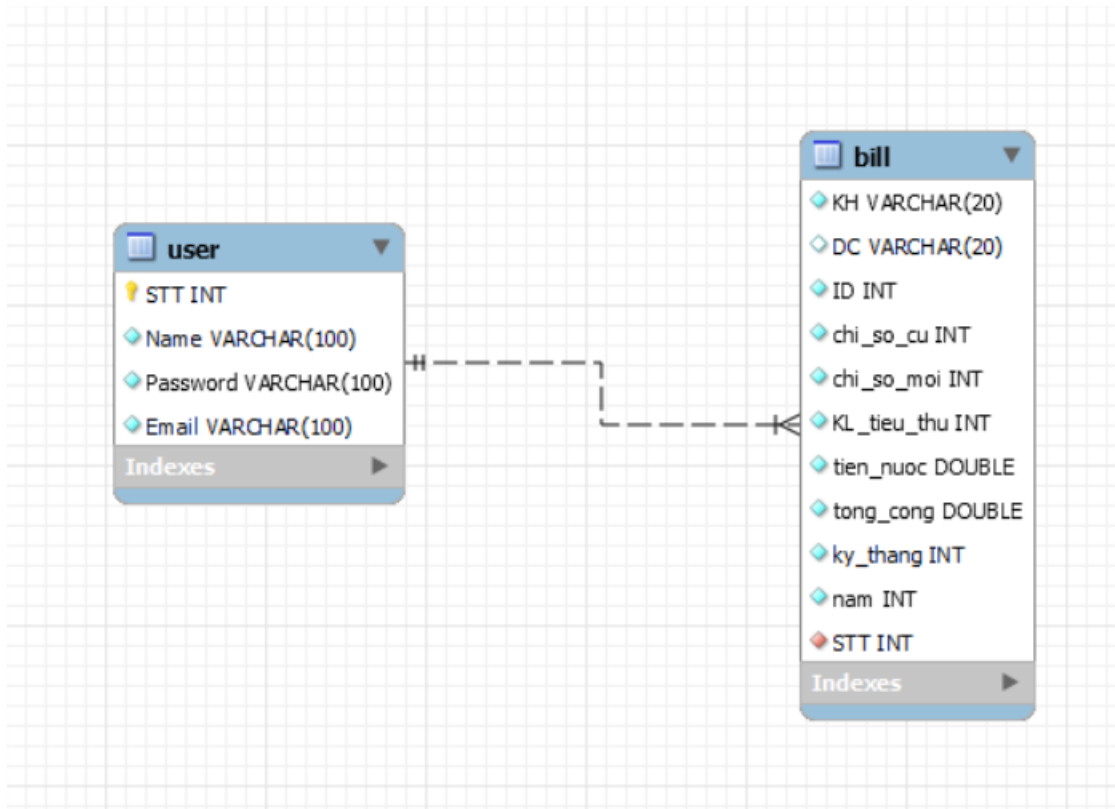 user
STT INT
Name VARCHAR(100)
Password VARCHAR(100)
Email VARCHAR(100)
Indexes
bill
KH VARCHAR(20)
DC VARCHAR(20)
ID INT
chi_so_cu INT
chi_so_moi INT
KL_tieu_thu INT
tien_nuoc DOUBLE
tong_cong DOUBLE
ky_thang INT
nam INT
STT INT
Indexes